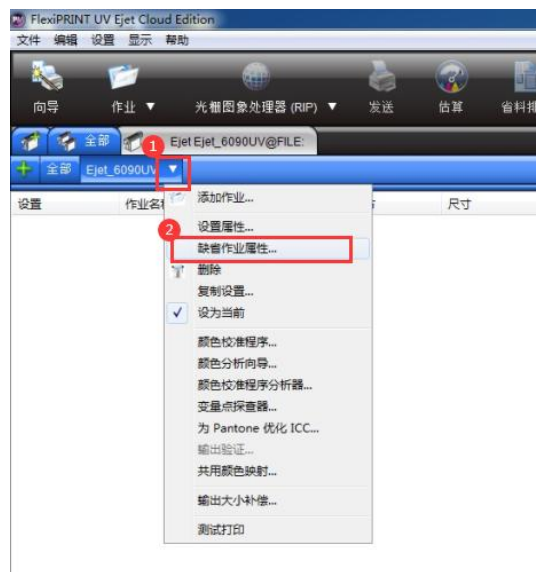 FlexiPRINT UV Ejet Cloud Edition
文件 编辑 设置 显示 帮助
向导 作业 ▼ 光栅图象处理器 (RIP) ▼ 发送 估算 省料排
全部 1 Ejet Ejet_6090UV@FILE:
全部 Ejet_6090UV ▼
设置 作业名称 尺寸
添加作业...
2 设置属性...
缺省作业属性...
删除
复制设置...
设为当前
颜色校准程序...
颜色分析向导...
颜色校准程序分析器...
变量点探查器...
为 Pantone 优化 ICC...
输出验证...
共用颜色映射...
输出大小补偿...
测试打印